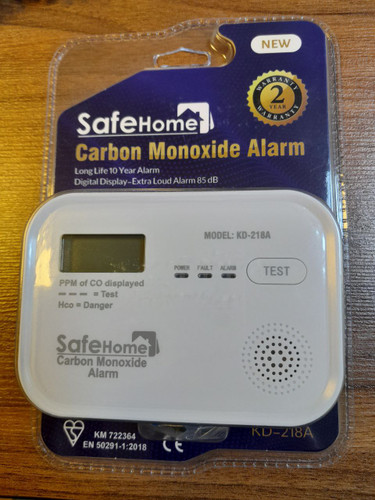 NEW
WARRANTY
2
YEAR
WARRANTY
SafeHome
Carbon Monoxide Alarm
Long Life 10 Year Alarm
Digital Display-Extra Loud Alarm 85 dB
MODEL: KD-218A
POWER FAULT ALARM
TEST
PPM of CO displayed
--- = Test
Hco = Danger
SafeHome
Carbon Monoxide
Alarm
KD-218A
KM 722364
EN 50291-1:2018
CE